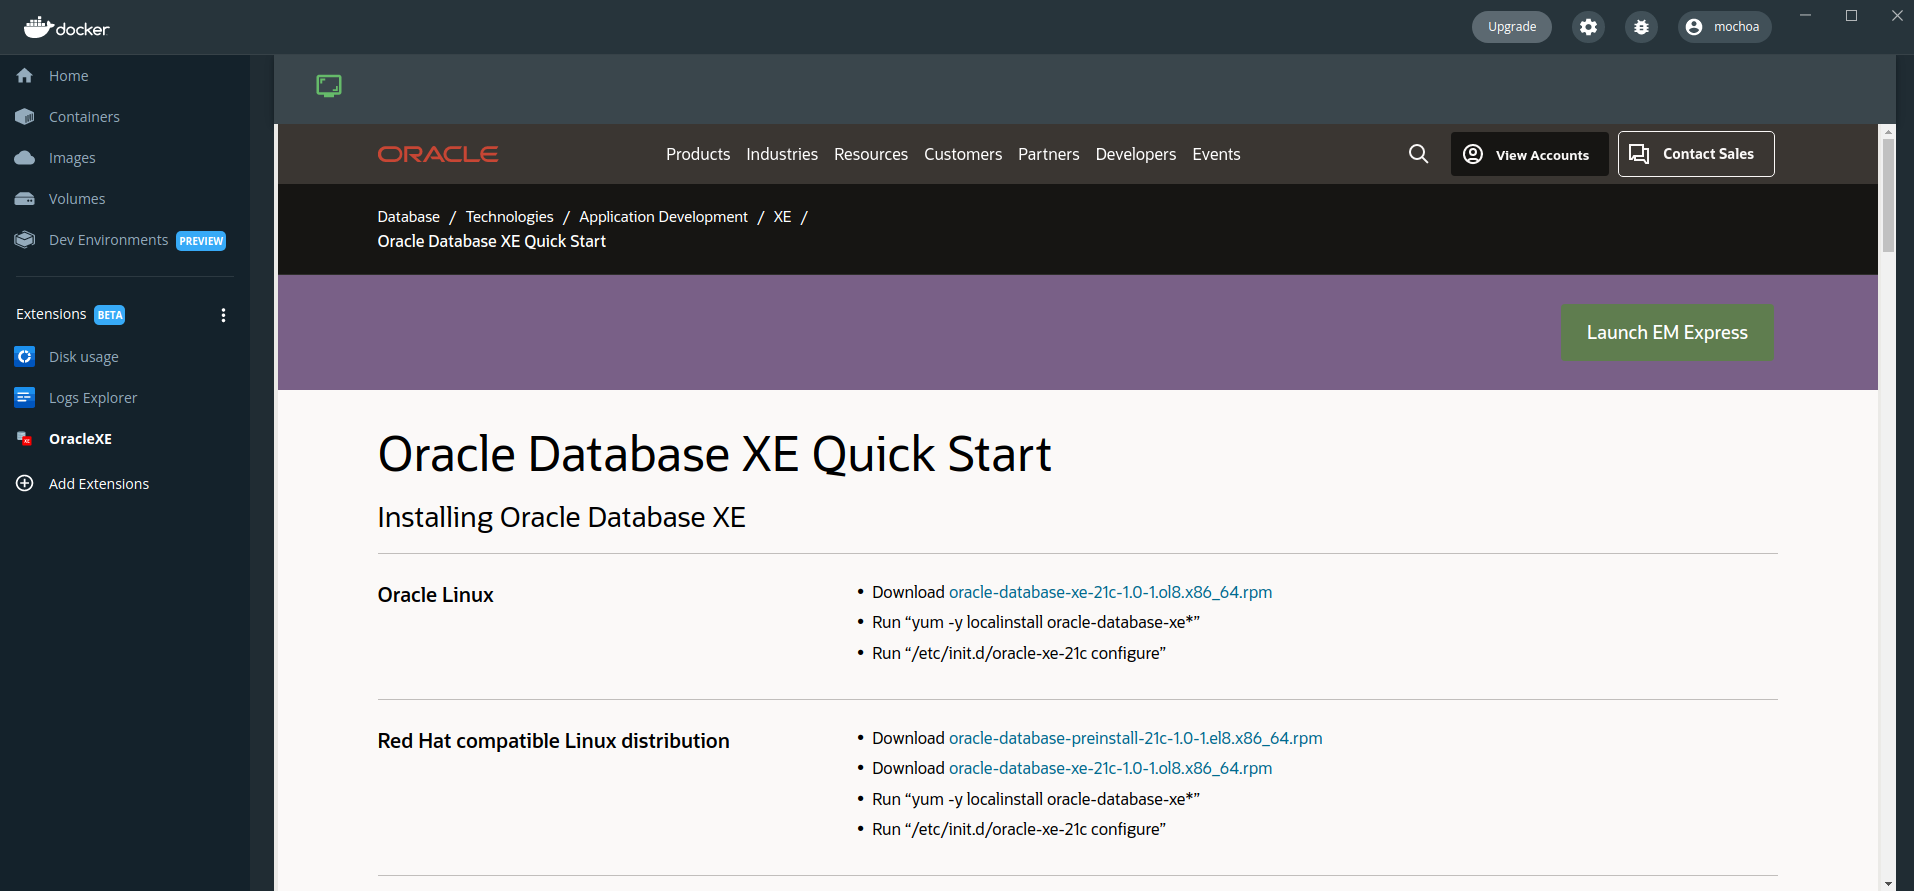 docker
Upgrade
mochoa
Home
Containers
Images
Volumes
Dev Environments PREVIEW
Extensions BETA
Disk usage
Logs Explorer
OracleXE
Add Extensions
ORACLE
Products Industries Resources Customers Partners Developers Events
View Accounts
Contact Sales
Database / Technologies / Application Development / XE /
Oracle Database XE Quick Start
Launch EM Express
Oracle Database XE Quick Start
Installing Oracle Database XE
Oracle Linux
• Download oracle-database-xe-21c-1.0-1.ol8.x86_64.rpm
• Run “yum -y localinstall oracle-database-xe*”
• Run “/etc/init.d/oracle-xe-21c configure”
Red Hat compatible Linux distribution
• Download oracle-database-preinstall-21c-1.0-1.el8.x86_64.rpm
• Download oracle-database-xe-21c-1.0-1.ol8.x86_64.rpm
• Run “yum -y localinstall oracle-database-xe*”
• Run “/etc/init.d/oracle-xe-21c configure”